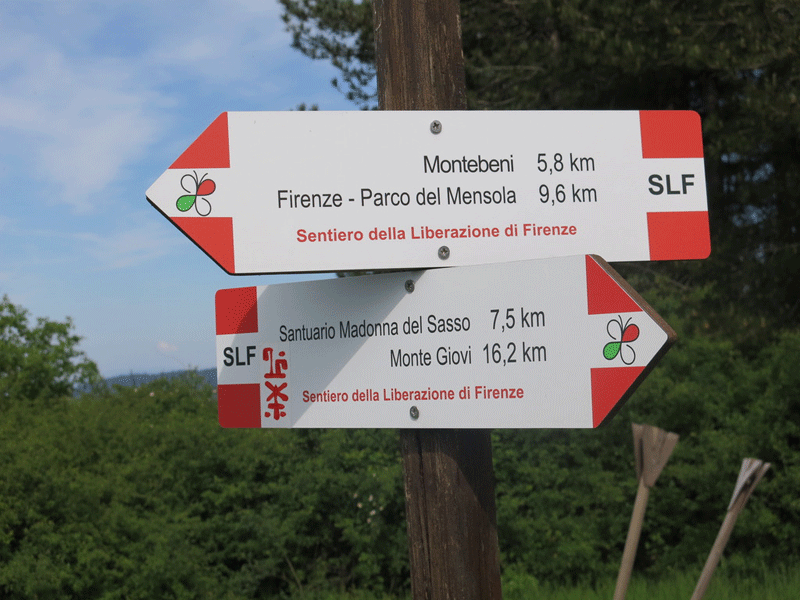 Montebeni 5,8 km
Firenze - Parco del Mensola 9,6 km
SLF
Sentiero della Liberazione di Firenze
Santuario Madonna del Sasso 7,5 km
SLF
Monte Giovi 16,2 km
Sentiero della Liberazione di Firenze